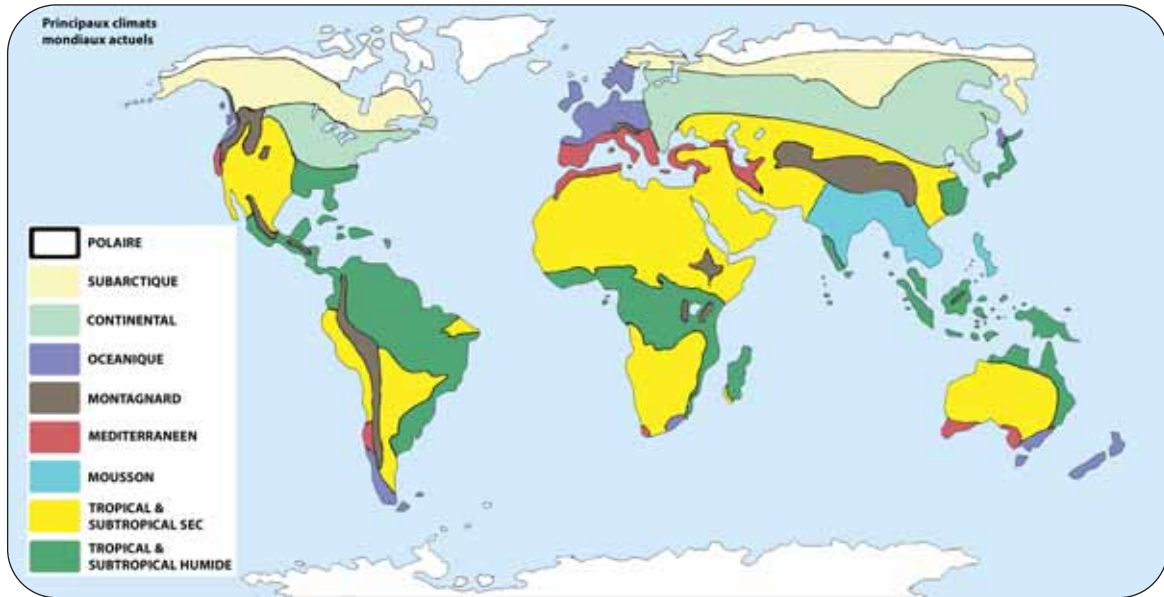 Principaux climats
mondiaux actuels
POLAIRE
SUBARCTIQUE
CONTINENTAL
OCEANIQUE
MONTAGNARD
MEDITERRANEEN
MOUSSON
TROPICAL &
SUBTROPICAL SEC
TROPICAL &
SUBTROPICAL HUMIDE